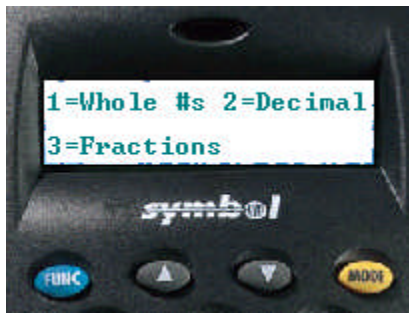 1=Whole #s 2=Decimal
3=Fractions
symbol
FUNC
MODE